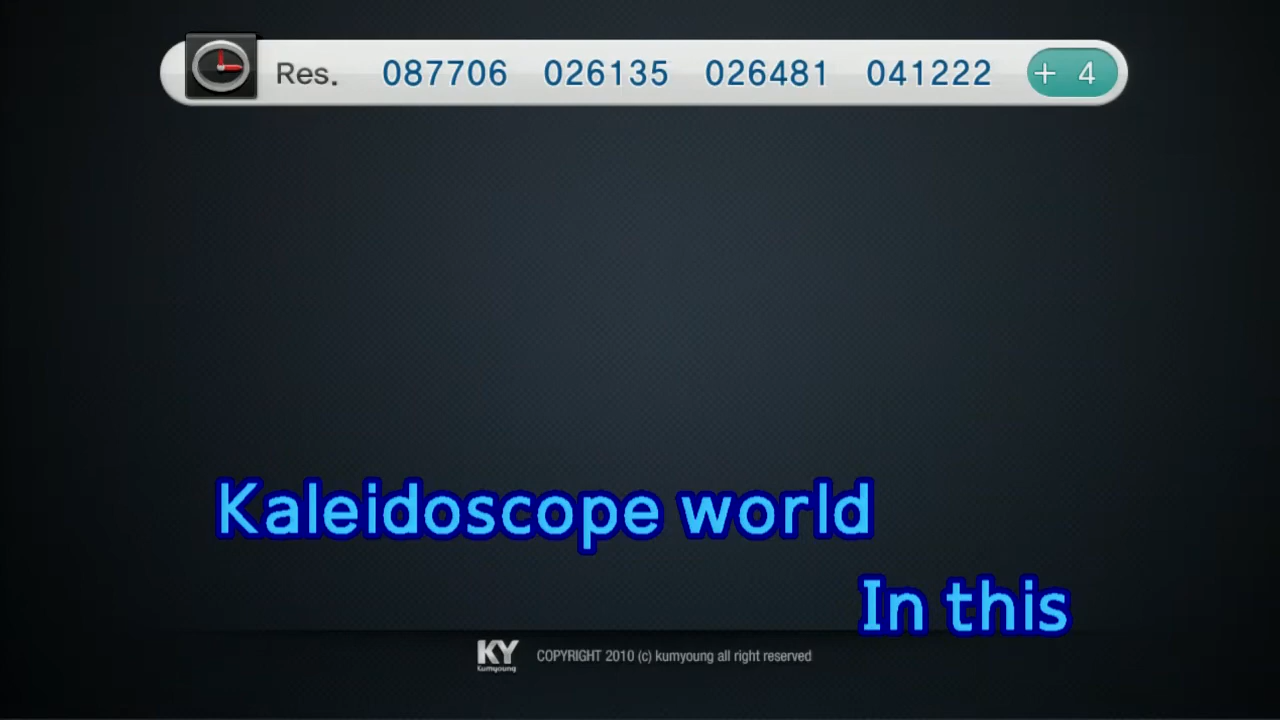 Res. 087706 026135 026481 041222 + 4
Kaleidoscope world
In this
KY kumyoung COPYRIGHT 2010 (c) kumyoung all right reserved